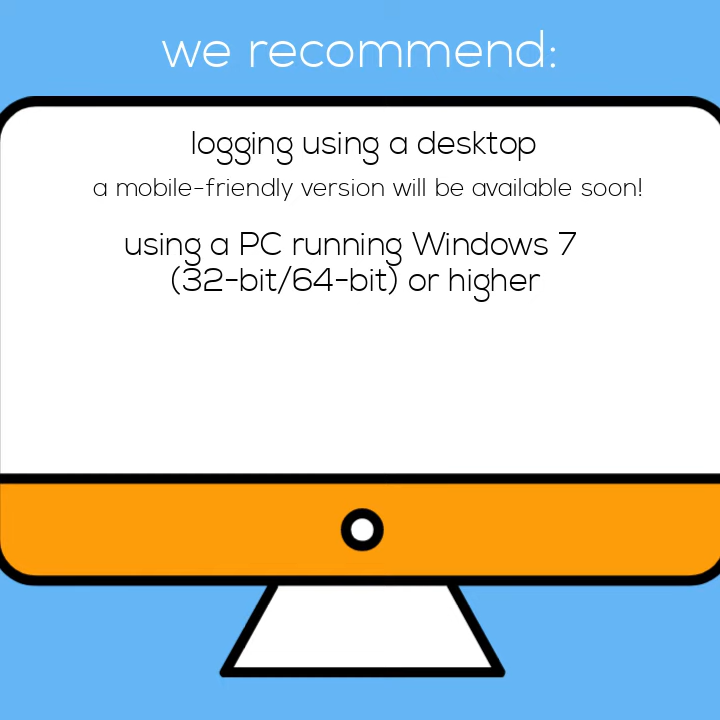 we recommend:
logging using a desktop
a mobile-friendly version will be available soon!
using a PC running Windows 7
(32-bit/64-bit) or higher